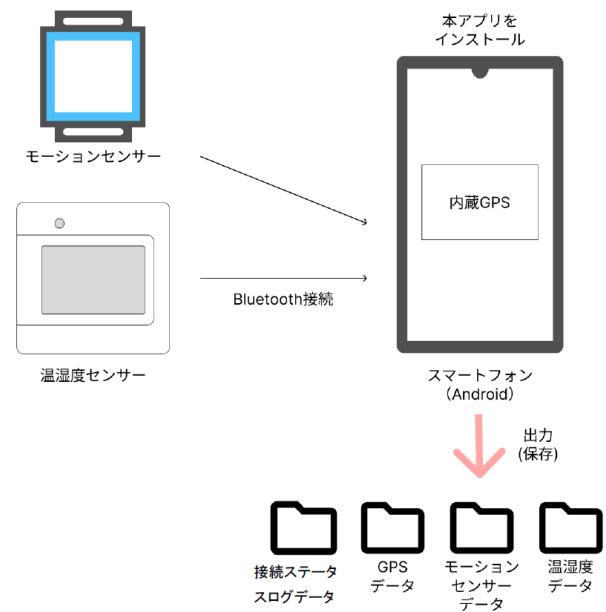 本アプリを
インストール
モーションセンサー
内蔵GPS
Bluetooth接続
温湿度センサー
スマートフォン
（Android）
出力
(保存)
接続ステータ
スログデータ
GPS
データ
モーション
センサー
データ
温湿度
データ